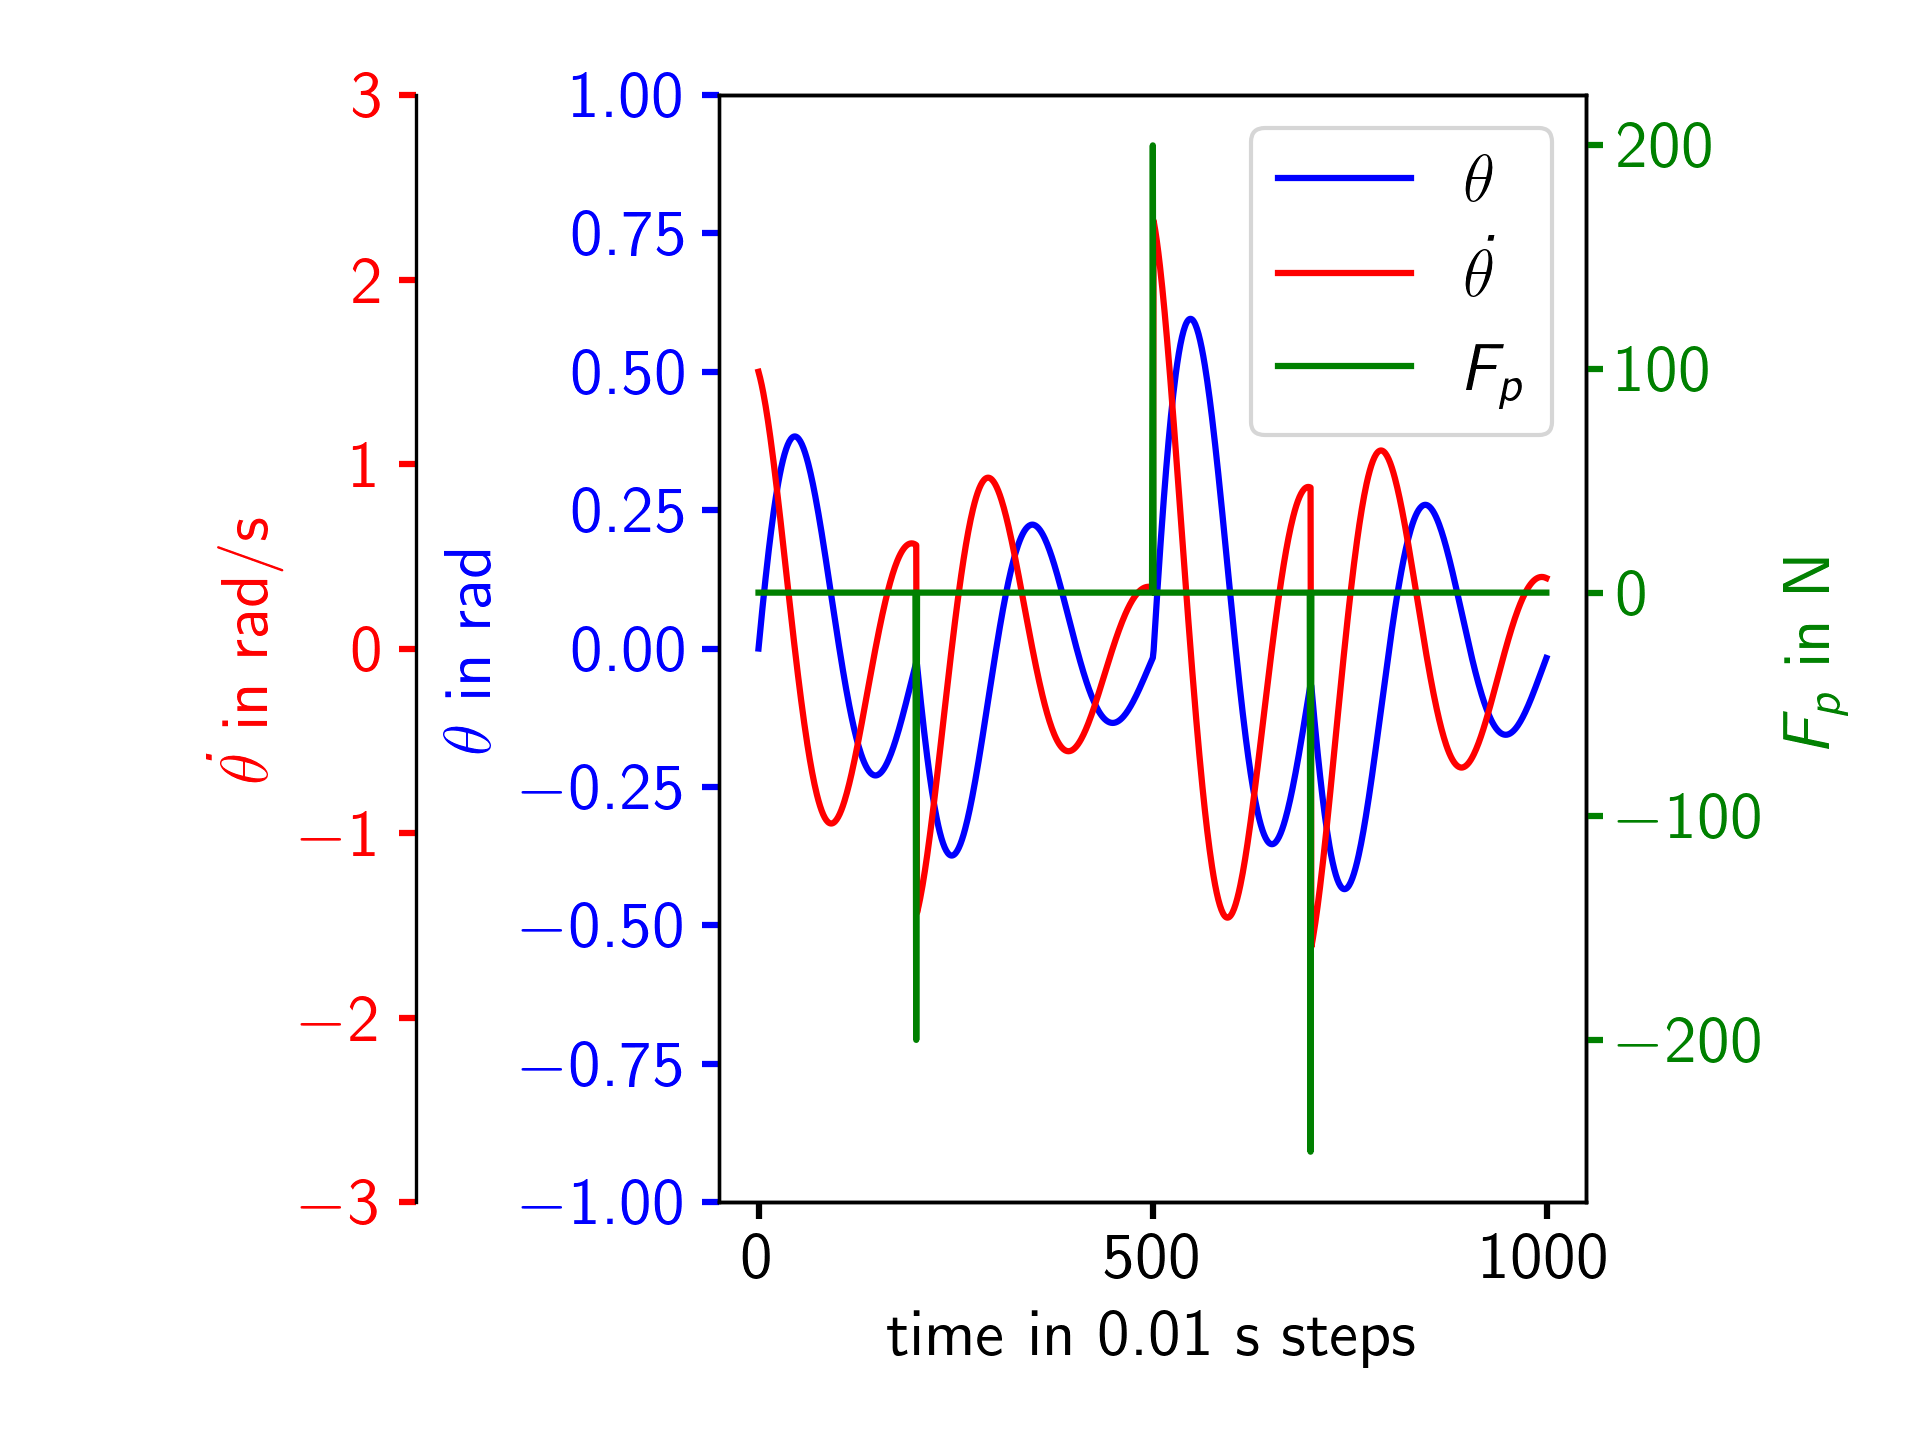 3
2
1
0
−1
−2
−3
θ̇ in rad/s
1.00
0.75
0.50
0.25
0.00
−0.25
−0.50
−0.75
−1.00
θ in rad
θ
θ̇
Fₚ
200
100
0
−100
−200
Fₚ in N
0 500 1000
time in 0.01 s steps